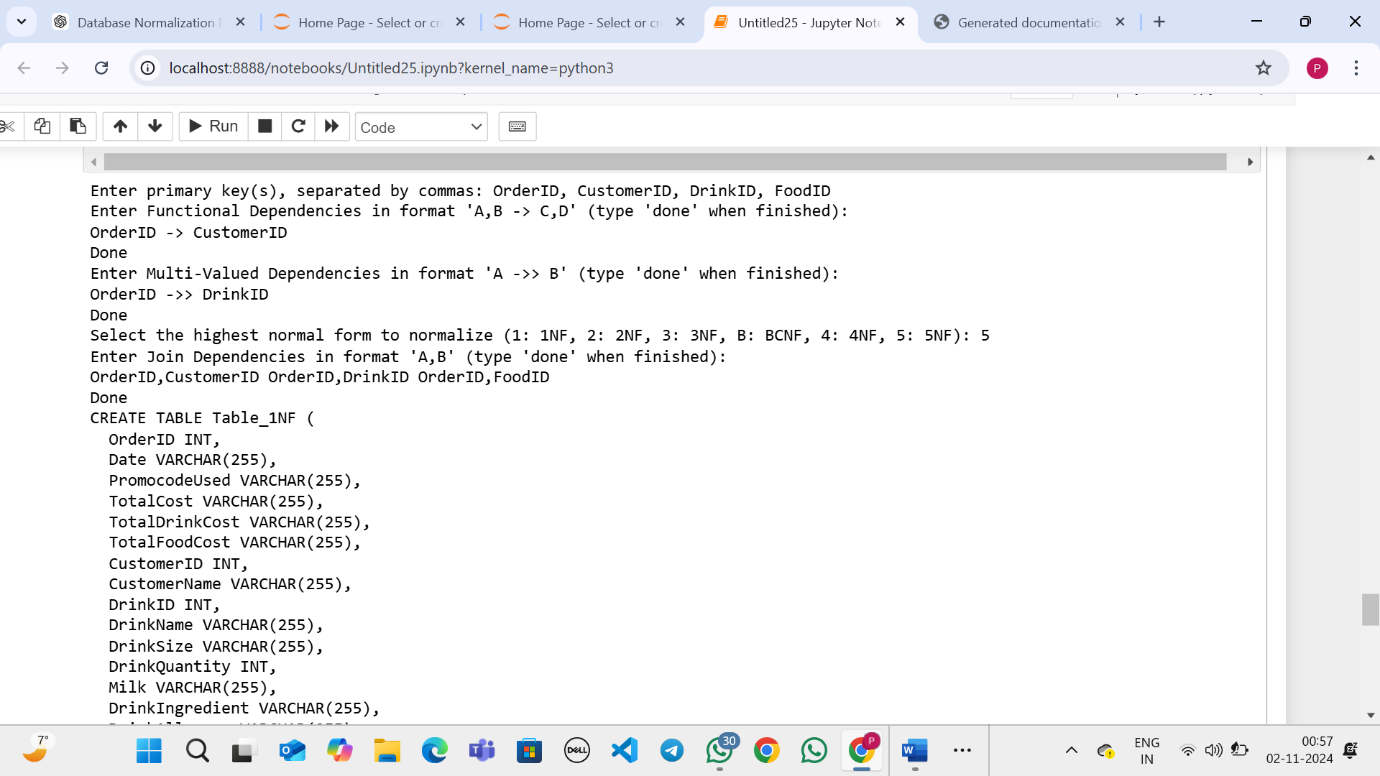 Database Normalization
Home Page - Select or cr
Home Page - Select or cr
Untitled25 - Jupyter Note
Generated documentatio
localhost:8888/notebooks/Untitled25.ipynb?kernel_name=python3
P
Run
Code
Enter primary key(s), separated by commas: OrderID, CustomerID, DrinkID, FoodID
Enter Functional Dependencies in format 'A,B -> C,D' (type 'done' when finished):
OrderID -> CustomerID
Done
Enter Multi-Valued Dependencies in format 'A ->> B' (type 'done' when finished):
OrderID ->> DrinkID
Done
Select the highest normal form to normalize (1: 1NF, 2: 2NF, 3: 3NF, B: BCNF, 4: 4NF, 5: 5NF): 5
Enter Join Dependencies in format 'A,B' (type 'done' when finished):
OrderID,CustomerID OrderID,DrinkID OrderID,FoodID
Done
CREATE TABLE Table_1NF (
OrderID INT,
Date VARCHAR(255),
PromocodeUsed VARCHAR(255),
TotalCost VARCHAR(255),
TotalDrinkCost VARCHAR(255),
TotalFoodCost VARCHAR(255),
CustomerID INT,
CustomerName VARCHAR(255),
DrinkID INT,
DrinkName VARCHAR(255),
DrinkSize VARCHAR(255),
DrinkQuantity INT,
Milk VARCHAR(255),
DrinkIngredient VARCHAR(255),
7°
DELL
30
P
ENG
IN
00:57
02-11-2024